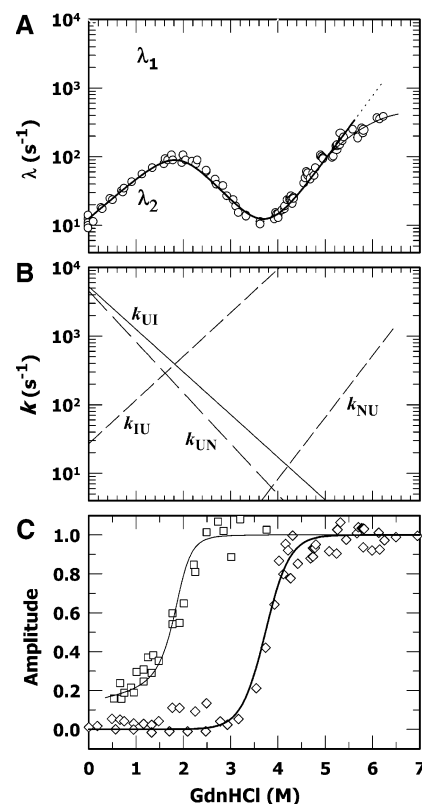 A
10⁴
λ₁
10³
λ (s⁻¹)
10²
λ₂
10¹
B
10⁴
k_UI
10³
k (s⁻¹)
10²
k_IU
k_UN
k_NU
10¹
C
1.0
0.8
Amplitude
0.6
0.4
0.2
0.0
0 1 2 3 4 5 6 7
GdnHCl (M)